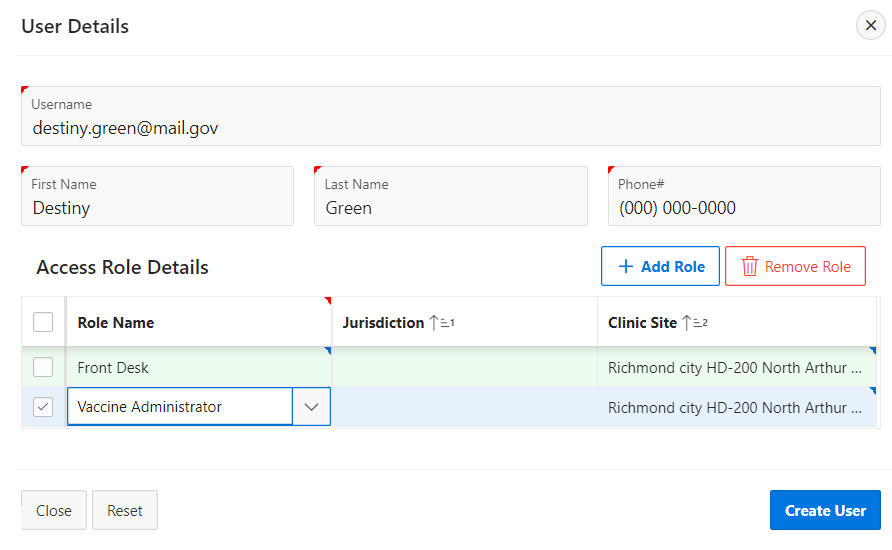 User Details
Username
destiny.green@mail.gov
First Name
Last Name
Phone#
Destiny
Green
(000) 000-0000
Access Role Details
Add Role
Remove Role
Role Name
Jurisdiction 1
Clinic Site 2
Front Desk
Richmond city HD-200 North Arthur ...
Vaccine Administrator
Richmond city HD-200 North Arthur ...
Close
Reset
Create User